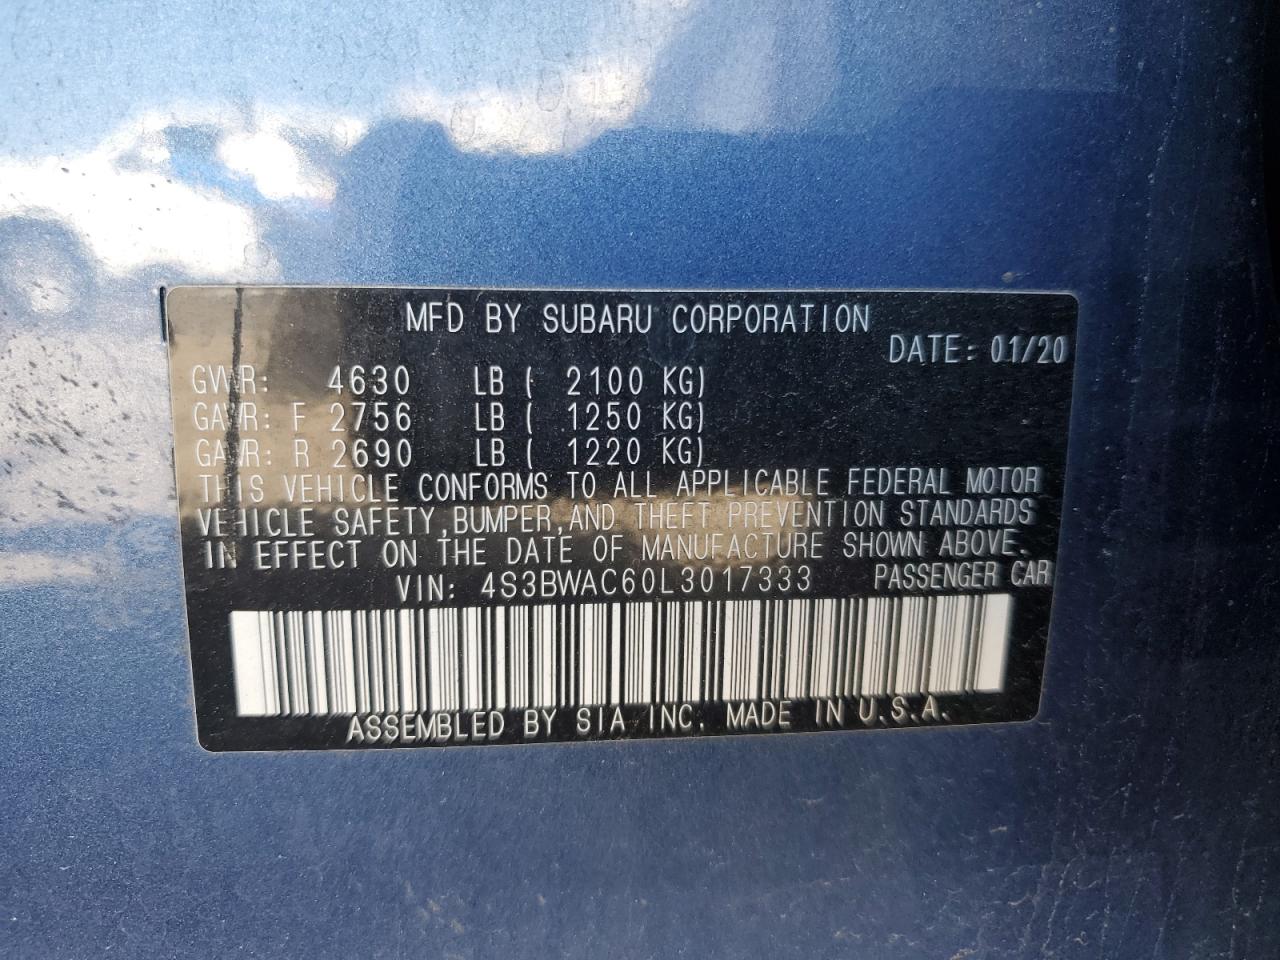 MFD BY SUBARU CORPORATION
DATE: 01/20
GVWR: 4630 LB ( 2100 KG)
GAWR: F 2756 LB ( 1250 KG)
GAWR: R 2690 LB ( 1220 KG)
THIS VEHICLE CONFORMS TO ALL APPLICABLE FEDERAL MOTOR
VEHICLE SAFETY, BUMPER, AND THEFT PREVENTION STANDARDS
IN EFFECT ON THE DATE OF MANUFACTURE SHOWN ABOVE.
VIN: 4S3BWAC60L3017333 PASSENGER CAR
ASSEMBLED BY SIA INC. MADE IN U.S.A.